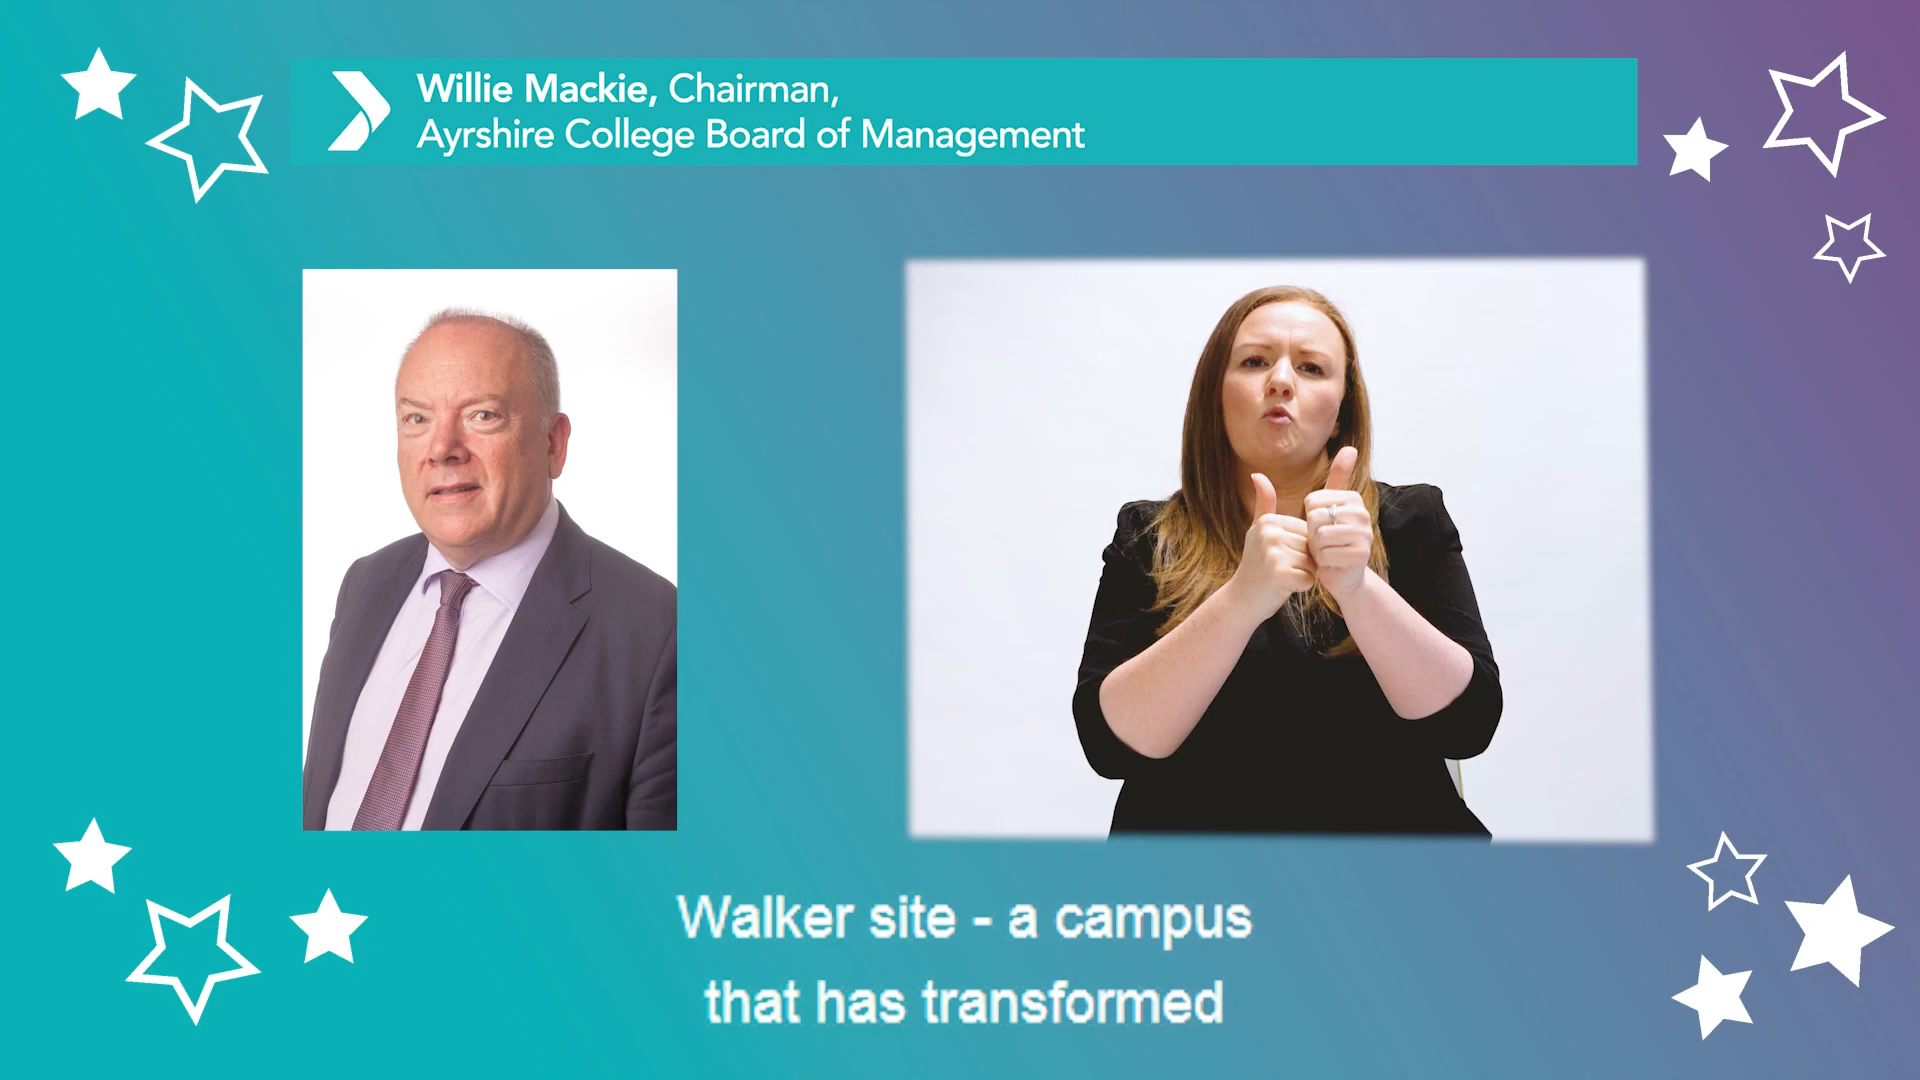 Willie Mackie, Chairman,
Ayrshire College Board of Management
Walker site - a campus
that has transformed